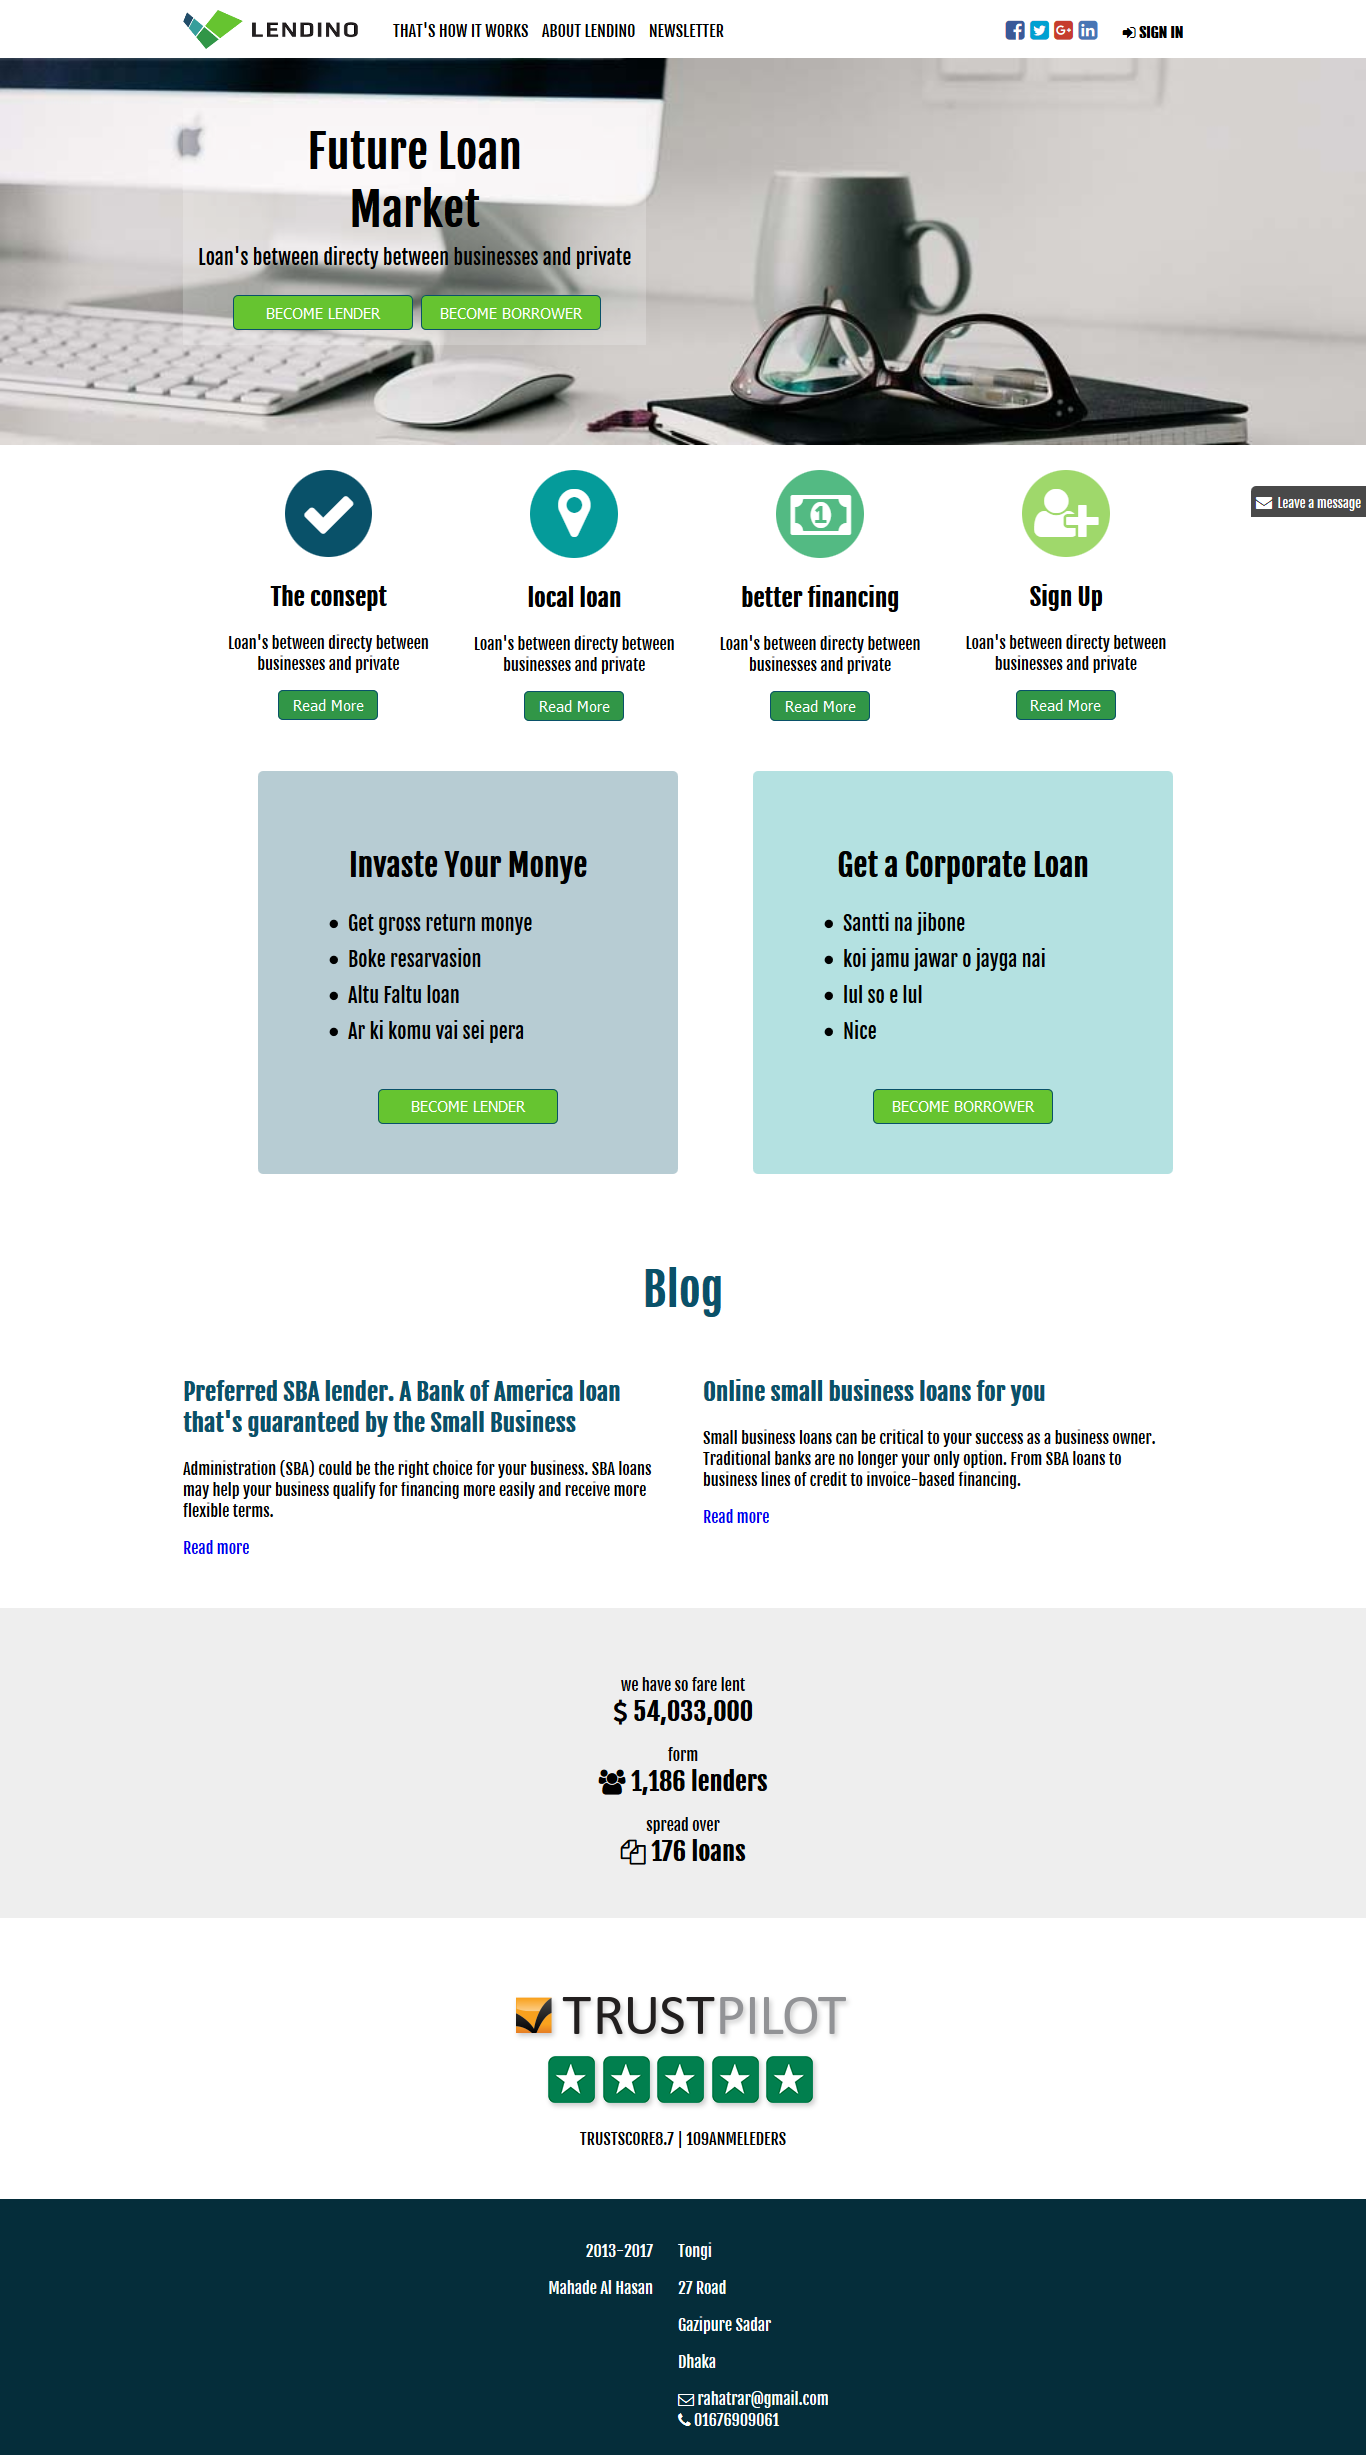 LENDINO
THAT'S HOW IT WORKS ABOUT LENDINO NEWSLETTER
SIGN IN
Future Loan
Market
Loan's between directy between businesses and private
BECOME LENDER BECOME BORROWER
Leave a message
The consept
Loan's between directy between
businesses and private
Read More
local loan
Loan's between directy between
businesses and private
Read More
better financing
Loan's between directy between
businesses and private
Read More
Sign Up
Loan's between directy between
businesses and private
Read More
Invaste Your Monye
Get gross return monye
Boke resarvasion
Altu Faltu loan
Ar ki komu vai sei pera
BECOME LENDER
Get a Corporate Loan
Santti na jibone
koi jamu jawar o jayga nai
lul so e lul
Nice
BECOME BORROWER
Blog
Preferred SBA lender. A Bank of America loan
that's guaranteed by the Small Business
Administration (SBA) could be the right choice for your business. SBA loans
may help your business qualify for financing more easily and receive more
flexible terms.
Read more
Online small business loans for you
Small business loans can be critical to your success as a business owner.
Traditional banks are no longer your only option. From SBA loans to
business lines of credit to invoice-based financing.
Read more
we have so fare lent
$ 54,033,000
form
1,186 lenders
spread over
176 loans
TRUSTPILOT
TRUSTSCORE8.7 | 109ANMELEDERS
2013-2017
Mahade Al Hasan
Tongi
27 Road
Gazipure Sadar
Dhaka
rahatrar@gmail.com
01676909061